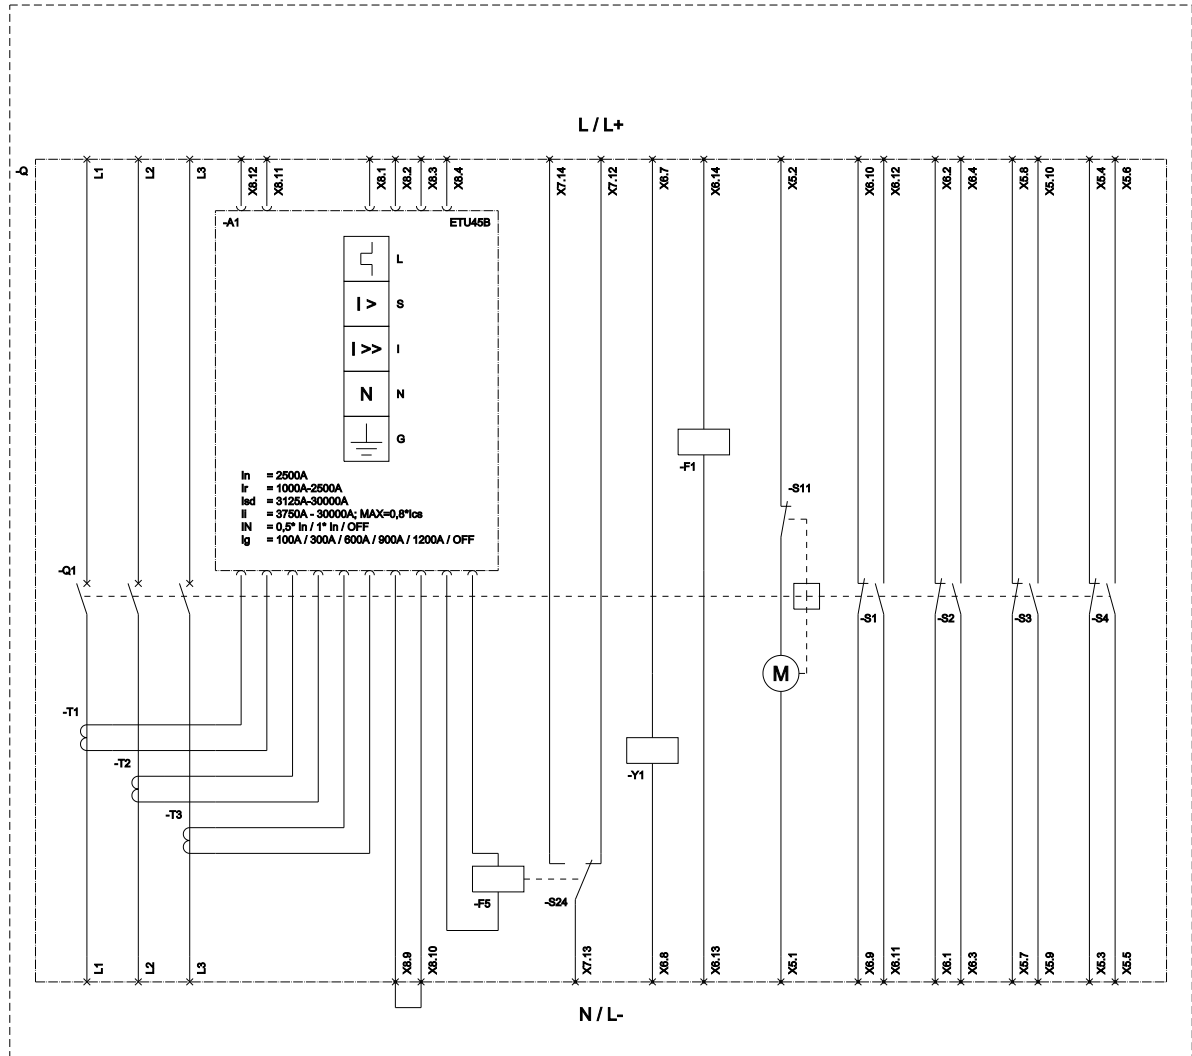 L / L+
-Q
L1
L2
L3
X8.12
X8.11
X8.1
X8.2
X8.3
X8.4
X7.14
X7.12
X6.7
X6.14
X5.2
X6.10
X6.12
X6.2
X6.4
X5.8
X5.10
X5.4
X5.6
-A1
ETU45B
L
I > S
I >> I
N N
G
In = 2500A
Ir = 1000A-2500A
Isd = 3125A-30000A
Ii = 3750A - 30000A; MAX=0,8*Ics
IN = 0,5* In / 1* In / OFF
Ig = 100A / 300A / 600A / 900A / 1200A / OFF
-F1
-S11
-Q1
-S1
-S2
-S3
-S4
M
-T1
-T2
-Y1
-T3
-F5
-S24
L1
L2
L3
X8.9
X8.10
X7.13
X6.8
X6.13
X5.1
X6.9
X6.11
X6.1
X6.3
X5.7
X5.9
X5.3
X5.5
N / L-